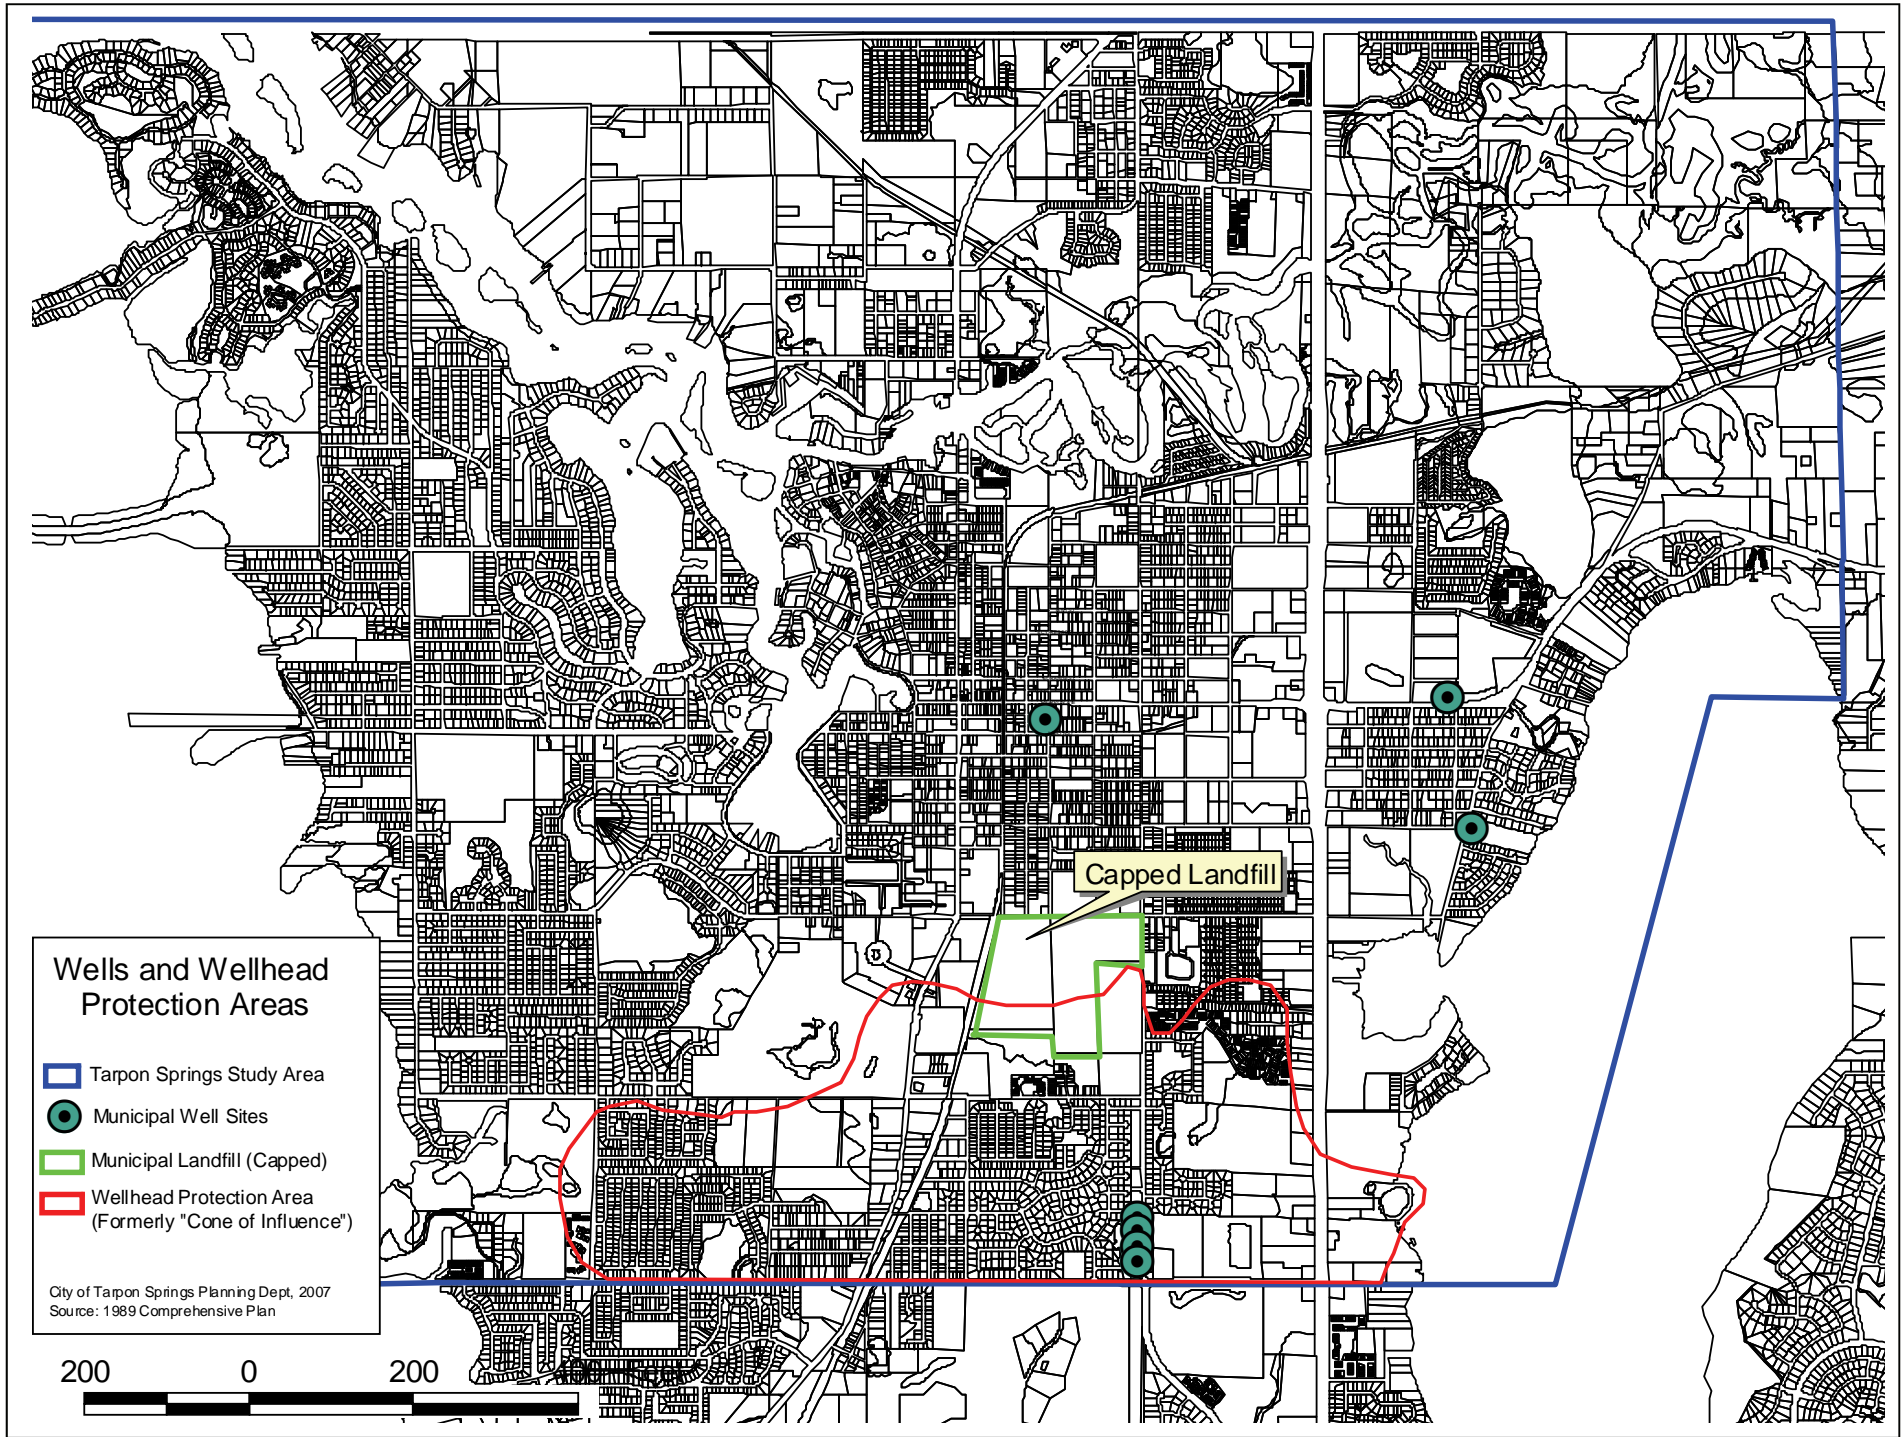 Capped Landfill
Wells and Wellhead
Protection Areas
Tarpon Springs Study Area
Municipal Well Sites
Municipal Landfill (Capped)
Wellhead Protection Area
(Formerly "Cone of Influence")
City of Tarpon Springs Planning Dept, 2007
Source: 1989 Comprehensive Plan
200 0 200 400